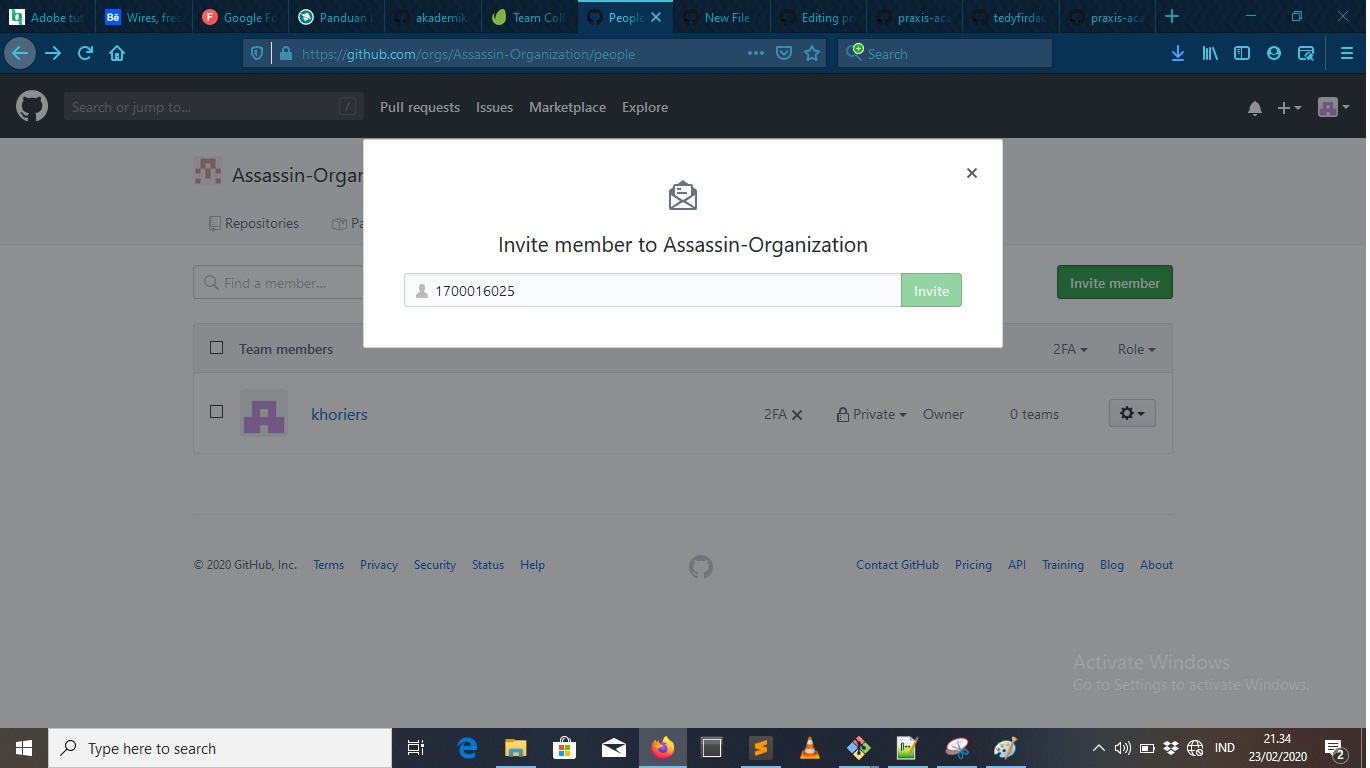 Adobe tut
Bē Wires, free
F Google Fo
Panduan
akademik.
Team Coll
People
New File
Editing pr
praxis-aca
tedyfirdau
praxis-aca
https://github.com/orgs/Assassin-Organization/people
Search
Search or jump to...
/
Pull requests
Issues
Marketplace
Explore
Assassin-Organ
Repositories
Pa
Invite member to Assassin-Organization
1700016025
Invite
Find a member...
Invite member
Team members
2FA
Role
khoriers
2FA
Private
Owner
0 teams
© 2020 GitHub, Inc.
Terms
Privacy
Security
Status
Help
Contact GitHub
Pricing
API
Training
Blog
About
Activate Windows
Go to Settings to activate Windows.
Type here to search
IND
21.34
23/02/2020
2